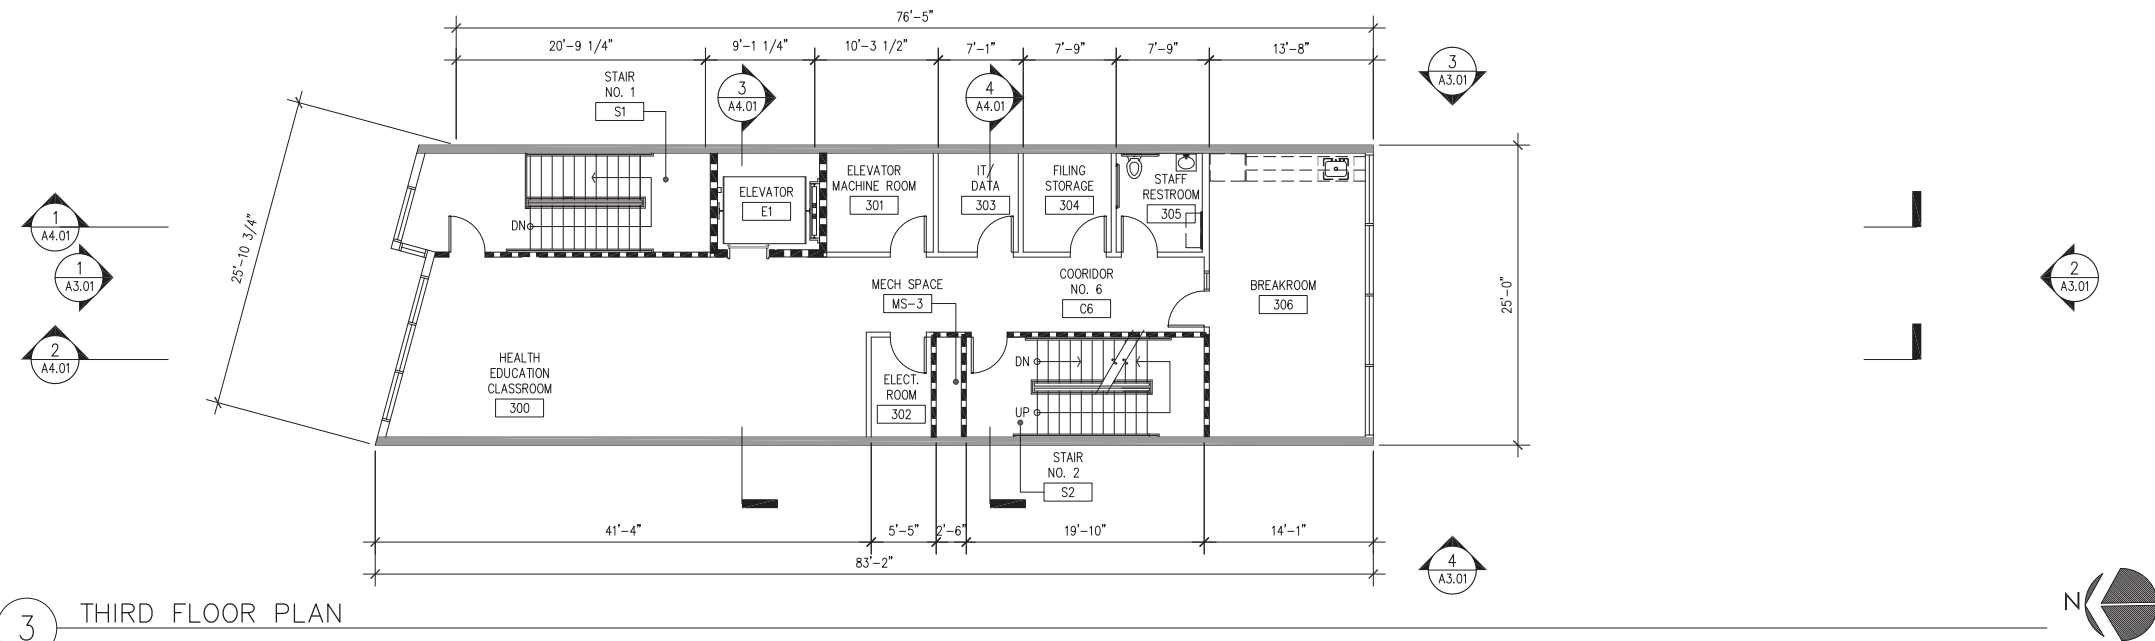 76'-5"
20'-9 1/4"
9'-1 1/4"
10'-3 1/2"
7'-1"
7'-9"
7'-9"
13'-8"
STAIR
NO. 1
S1
3
A4.01
4
A4.01
3
A3.01
25'-10 3/4"
ELEVATOR
E1
ELEVATOR
MACHINE ROOM
301
IT/
DATA
303
FILING
STORAGE
304
STAFF
RESTROOM
305
DN
1
A4.01
1
A3.01
2
A4.01
MECH SPACE
MS-3
COORIDOR
NO. 6
C6
BREAKROOM
306
25'-0"
2
A3.01
HEALTH
EDUCATION
CLASSROOM
300
ELECT.
ROOM
302
DN
UP
STAIR
NO. 2
S2
41'-4"
5'-5"
2'-6"
19'-10"
14'-1"
83'-2"
4
A3.01
3
THIRD FLOOR PLAN
N